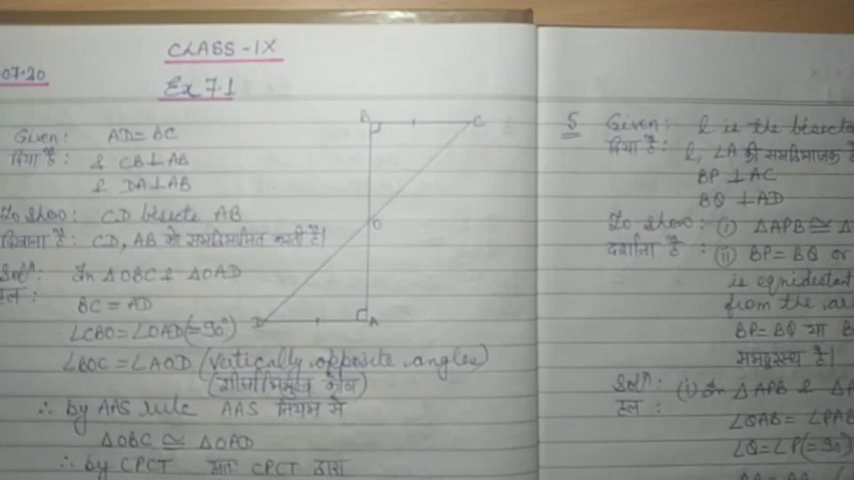 CLASS-IX
07.20
Ex 7.1
Given: AD = BC
दिया है: & CB⊥AB
& DA⊥AB
To show: CD bisects AB
दिखाना है: CD, AB को समद्विभाजित करती है।
Solⁿ: In △OBC & △OAD
हल: BC = AD
∠CBO = ∠OAD (=90°)
∠BOC = ∠AOD (vertically opposite angles)
(शीर्षाभिमुख कोण)
∴ by AAS rule AAS नियम से
△OBC ≅ △OAD
∴ by CPCT अतः CPCT द्वारा
B
C
O
D
A
5 Given: l is the
दिया है: l, ∠A की समद्विभाजक
BP ⊥AC
BQ ⊥AD
To show: (i) △APB ≅ △
दर्शाना है: (ii) BP = BQ or
is equidistant
from the
BP = BQ या B
समदूरस्थ है।
Solⁿ: (i) In △APB &
हल: ∠QAB = ∠PAB
∠Q = ∠P (=90°)